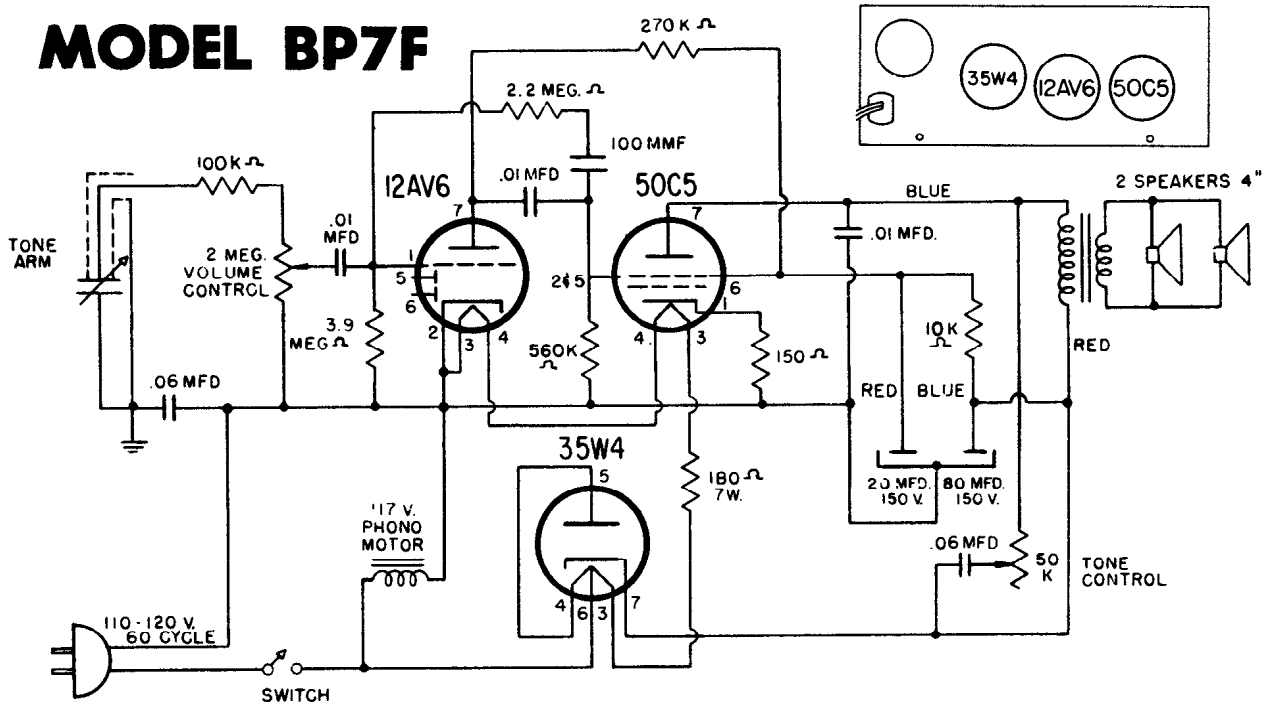 MODEL BP7F
270 K Ω
2.2 MEG. Ω
100 MMF
35W4
12AV6
50C5
100 K Ω
12AV6
.01 MFD
50C5
BLUE
2 SPEAKERS 4"
7
7
TONE
ARM
2 MEG.
VOLUME
CONTROL
.01
MFD
.01 MFD.
1
5
6
2
3
4
2¢5
6
1
4
3
3.9
MEG Ω
560K
Ω
150 Ω
10 K
Ω
RED
.06 MFD
RED
BLUE
35W4
5
180 Ω
7W.
20 MFD.
150 V.
80 MFD.
150 V.
'17 V.
PHONO
MOTOR
.06 MFD
50
K
TONE
CONTROL
4
6
3
7
110-120 V.
60 CYCLE
SWITCH